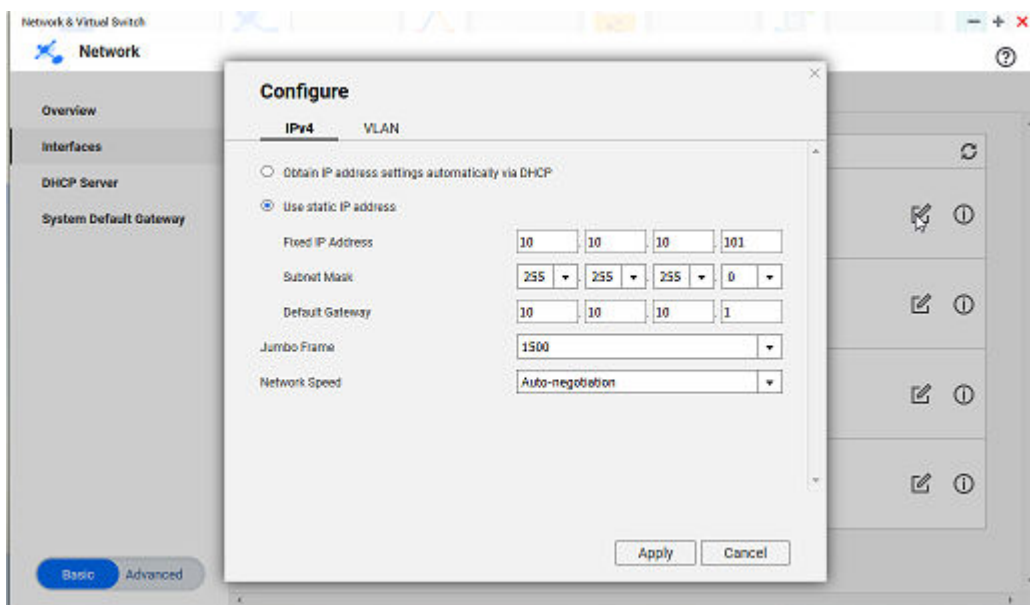 Network & Virtual Switch
Network
Overview
Interfaces
DHCP Server
System Default Gateway
Basic Advanced
Configure
IPv4 VLAN
Obtain IP address settings automatically via DHCP
Use static IP address
Fixed IP Address 10 . 10 . 10 . 101
Subnet Mask 255 . 255 . 255 . 0
Default Gateway 10 . 10 . 10 . 1
Jumbo Frame 1500
Network Speed Auto-negotiation
Apply Cancel